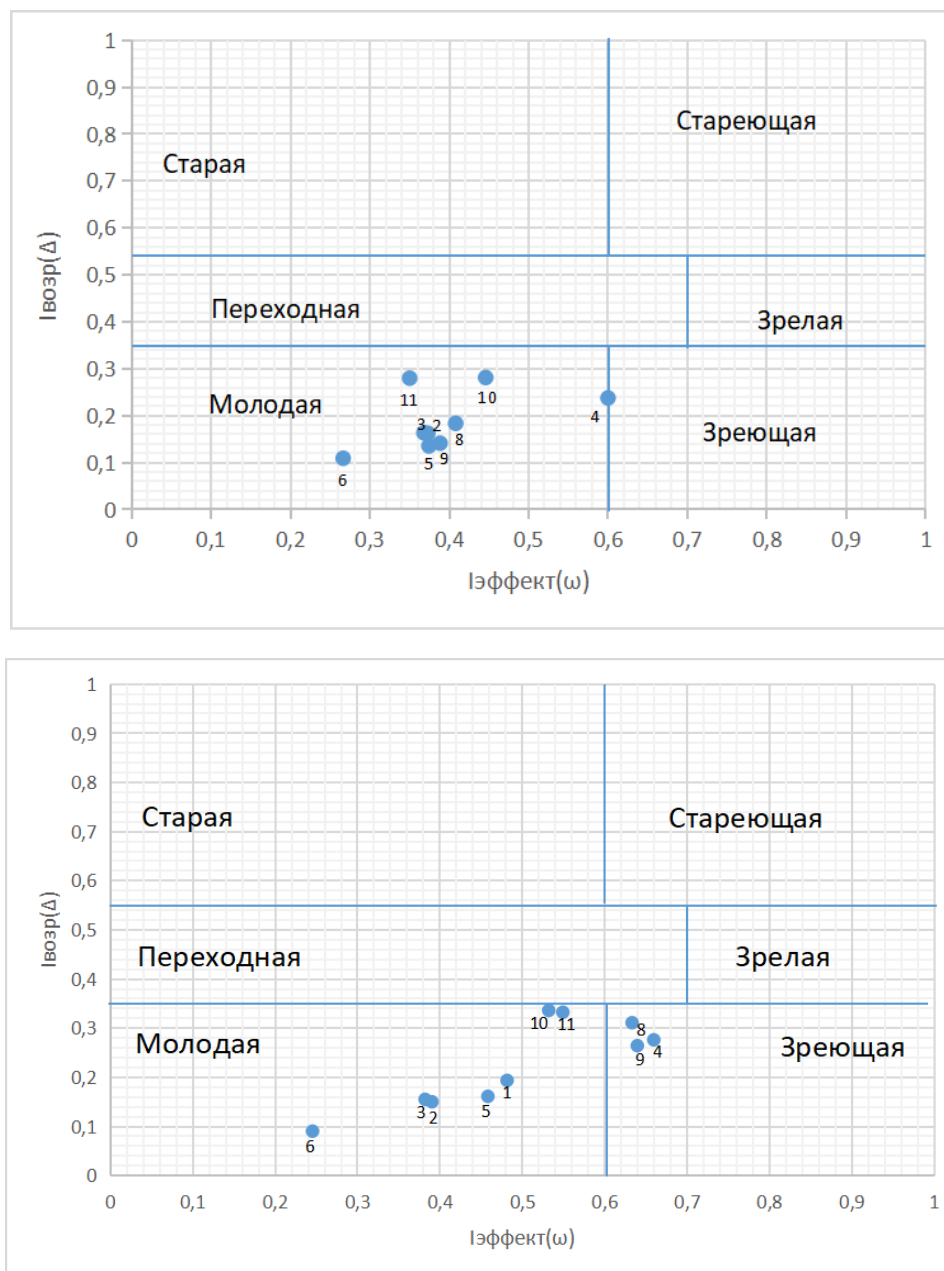 1
0,9
Стареющая
0,8
Старая
0,7
0,6
Iвозр(Δ)
0,5
Переходная
Зрелая
0,4
0,3
Молодая
11
10
0,2
4
3
2
8
Зреющая
0,1
5
9
6
0
0 0,1 0,2 0,3 0,4 0,5 0,6 0,7 0,8 0,9 1
Iэффект(ω)
1
0,9
0,8
Старая
Стареющая
0,7
0,6
Iвозр(Δ)
0,5
Переходная
Зрелая
0,4
0,3
10
11
8
Молодая
9
4
Зреющая
0,2
1
3
2
5
0,1
6
0
0 0,1 0,2 0,3 0,4 0,5 0,6 0,7 0,8 0,9 1
Iэффект(ω)